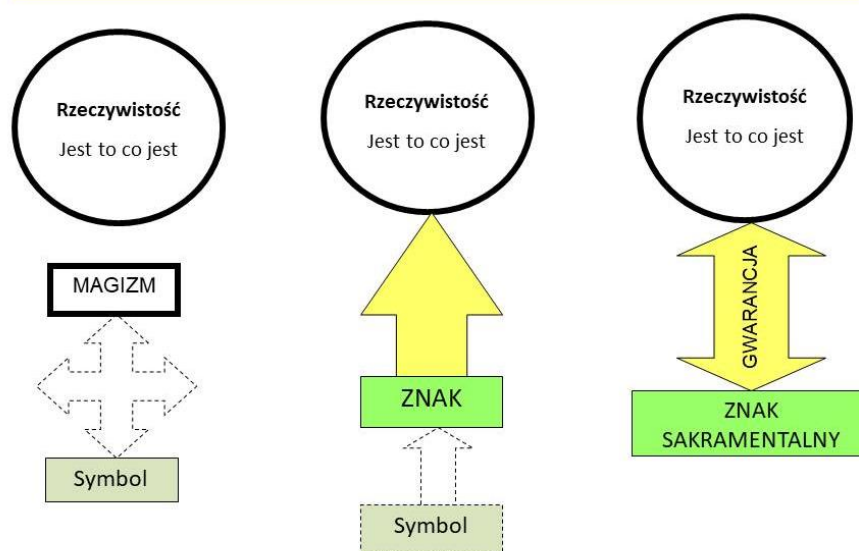 Rzeczywistość
Jest to co jest
MAGIZM
Symbol
Rzeczywistość
Jest to co jest
ZNAK
Symbol
Rzeczywistość
Jest to co jest
GWARANCJA
ZNAK
SAKRAMENTALNY